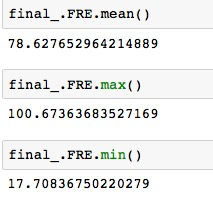 final_.FRE.mean()
78.627652964214889
final_.FRE.max()
100.67363683527169
final_.FRE.min()
17.70836750220279